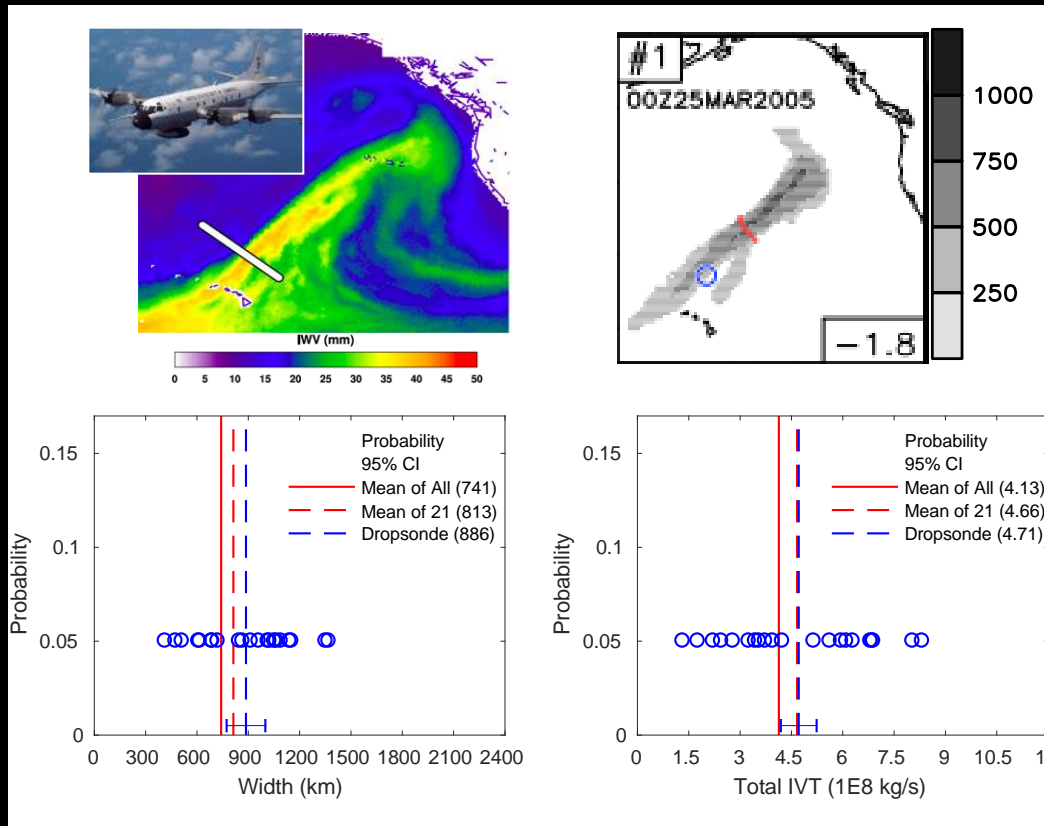 IWV (mm)
0 5 10 15 20 25 30 35 40 45 50
#1
00Z25MAR2005
-1.8
1000
750
500
250
0.15
0.1
0.05
0
Probability
Probability
95% CI
Mean of All (741)
Mean of 21 (813)
Dropsonde (886)
0 300 600 900 1200 1500 1800 2100 2400
Width (km)
0.15
0.1
0.05
0
Probability
Probability
95% CI
Mean of All (4.13)
Mean of 21 (4.66)
Dropsonde (4.71)
0 1.5 3 4.5 6 7.5 9 10.5
Total IVT (1E8 kg/s)